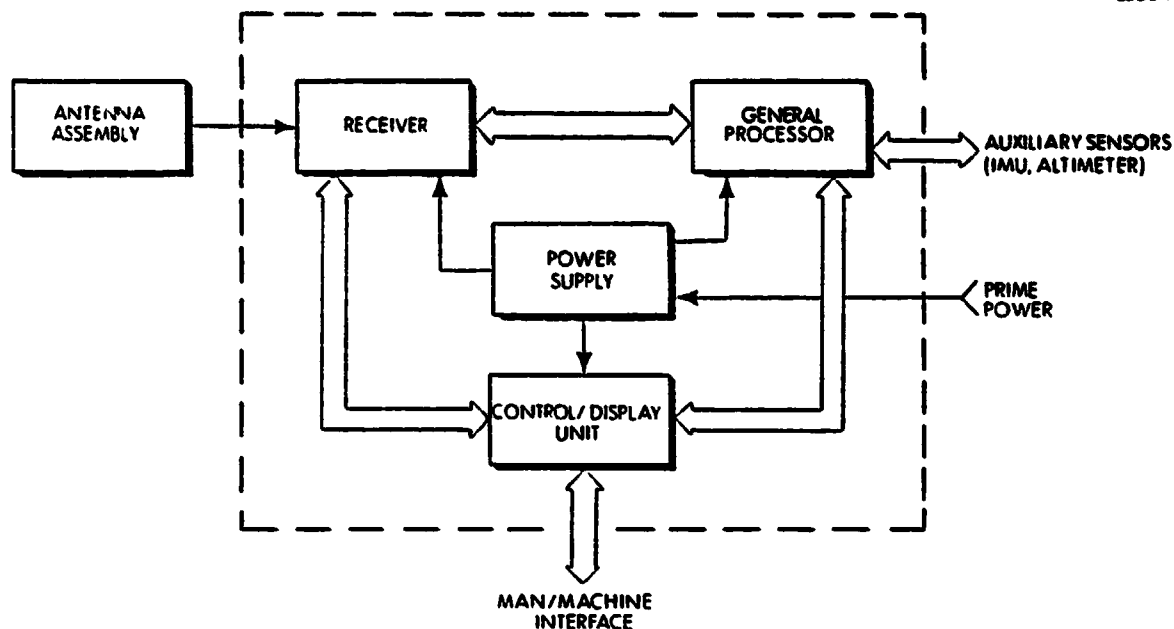 ANTENNA
ASSEMBLY
RECEIVER
GENERAL
PROCESSOR
AUXILIARY SENSORS
(IMU, ALTIMETER)
POWER
SUPPLY
PRIME
POWER
CONTROL/DISPLAY
UNIT
MAN/MACHINE
INTERFACE